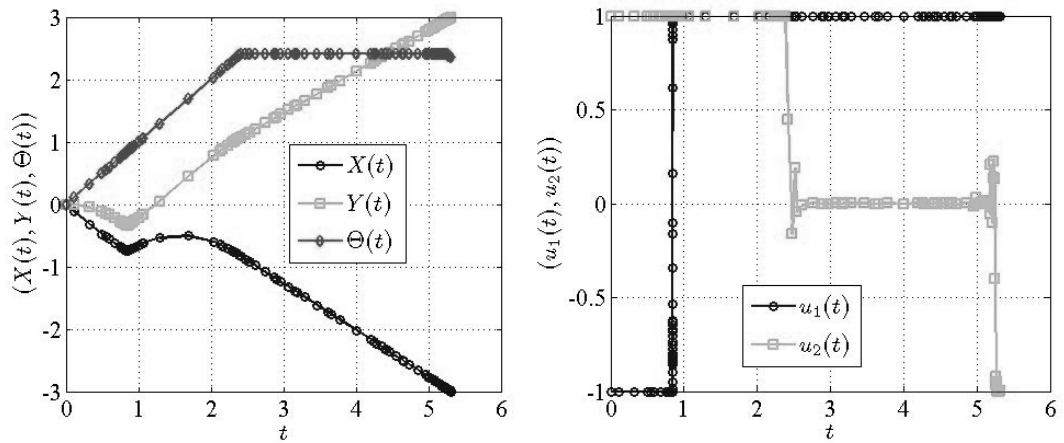 3
2
1
0
-1
-2
-3
0 1 2 3 4 5 6
t
(X(t), Y(t), Θ(t))
X(t)
Y(t)
Θ(t)
1
0.5
0
-0.5
-1
0 1 2 3 4 5 6
t
(u₁(t), u₂(t))
u₁(t)
u₂(t)